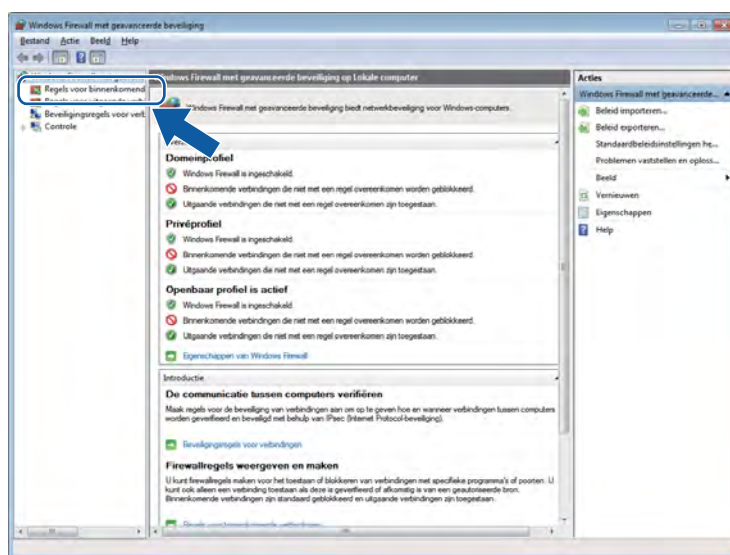 Windows Firewall met geavanceerde beveiliging
Bestand Actie Beeld Help
Regels voor binnenkomend
Beveiligingsregels voor verb
Controle
Windows Firewall met geavanceerde beveiliging op Lokale computer
Windows Firewall met geavanceerde beveiliging biedt netwerkbeveiliging voor Windows-computers.
Domeinprofiel
Windows Firewall is ingeschakeld.
Binnenkomende verbindingen die niet met een regel overeenkomen worden geblokkeerd.
Uitgaande verbindingen die niet met een regel overeenkomen zijn toegestaan.
Privéprofiel
Windows Firewall is ingeschakeld.
Binnenkomende verbindingen die niet met een regel overeenkomen worden geblokkeerd.
Uitgaande verbindingen die niet met een regel overeenkomen zijn toegestaan.
Openbaar profiel is actief
Windows Firewall is ingeschakeld.
Binnenkomende verbindingen die niet met een regel overeenkomen worden geblokkeerd.
Uitgaande verbindingen die niet met een regel overeenkomen zijn toegestaan.
Eigenschappen van Windows Firewall
Introductie
De communicatie tussen computers verifiëren
Maak regels voor de beveiliging van verbindingen aan om op te geven hoe en wanneer verbindingen tussen computers
worden geverifieerd en beveiligd met behulp van IPsec (Internet Protocol-beveiliging).
Beveiligingsregels voor verbindingen
Firewallregels weergeven en maken
U kunt firewallregels maken voor het toestaan of blokkeren van verbindingen met specifieke programma's of poorten. U
kunt ook alleen een verbinding toestaan als deze is geverifieerd of afkomstig is van een geautoriseerde bron.
Binnenkomende verbindingen zijn standaard geblokkeerd en uitgaande verbindingen zijn toegestaan.
Acties
Windows Firewall met geavanceerde...
Beleid importeren...
Beleid exporteren...
Standaardbeleidsinstellingen he...
Problemen vaststellen en oploss...
Beeld
Vernieuwen
Eigenschappen
Help